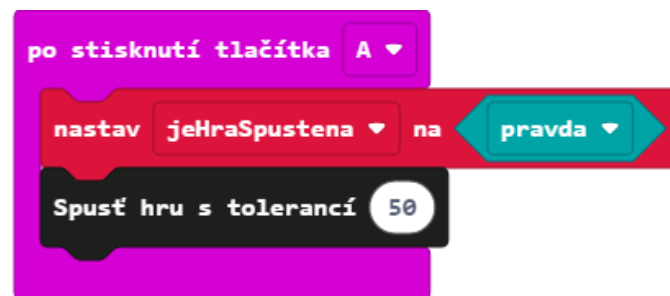 po stisknutí tlačítka A
nastav jeHraSpustena na pravda
Spusť hru s tolerancí 50